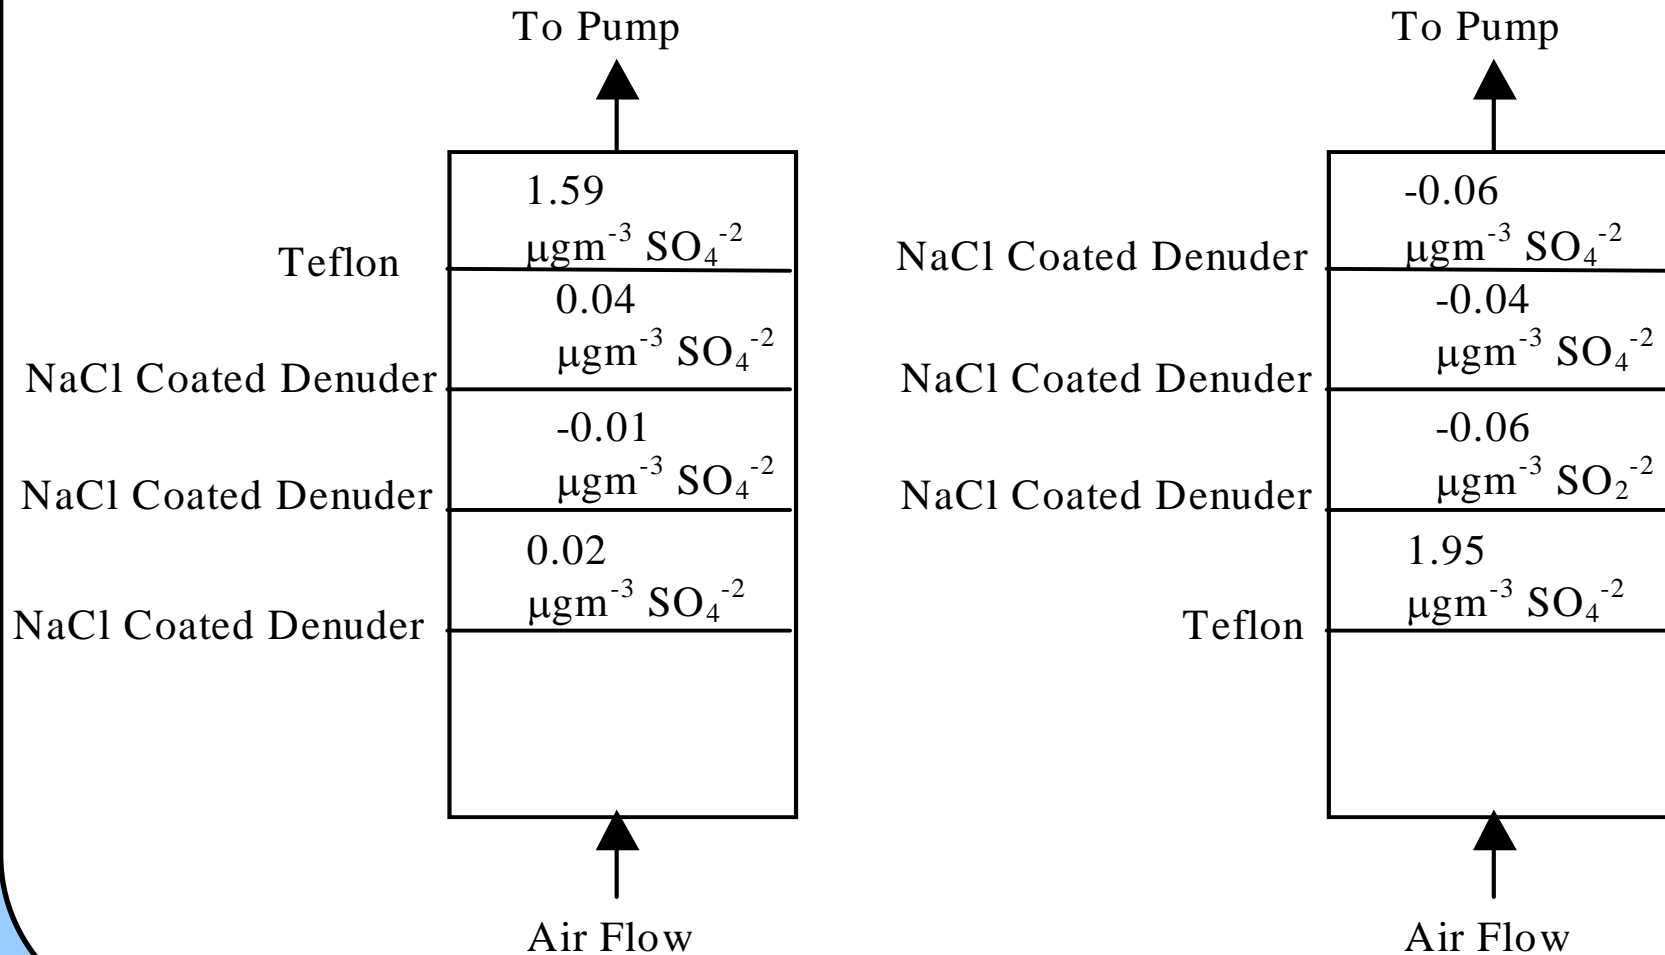 To Pump
1.59
μgm⁻³ SO₄⁻²
Teflon
0.04
μgm⁻³ SO₄⁻²
NaCl Coated Denuder
-0.01
μgm⁻³ SO₄⁻²
NaCl Coated Denuder
0.02
μgm⁻³ SO₄⁻²
NaCl Coated Denuder
Air Flow
To Pump
-0.06
μgm⁻³ SO₄⁻²
NaCl Coated Denuder
-0.04
μgm⁻³ SO₄⁻²
NaCl Coated Denuder
-0.06
μgm⁻³ SO₂⁻²
NaCl Coated Denuder
1.95
μgm⁻³ SO₄⁻²
Teflon
Air Flow